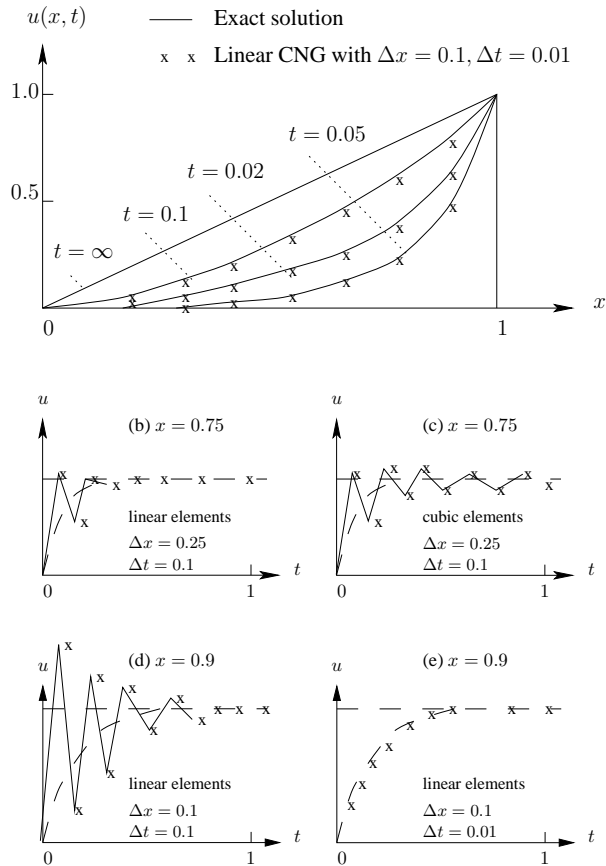 u(x, t)
Exact solution
x x Linear CNG with Δx = 0.1, Δt = 0.01
1.0
0.5
t = 0.05
t = 0.02
t = 0.1
t = ∞
0
1
x
u
(b) x = 0.75
linear elements
Δx = 0.25
Δt = 0.1
0
1
t
u
(c) x = 0.75
cubic elements
Δx = 0.25
Δt = 0.1
0
1
t
u
(d) x = 0.9
linear elements
Δx = 0.1
Δt = 0.1
0
1
t
u
(e) x = 0.9
linear elements
Δx = 0.1
Δt = 0.01
0
1
t